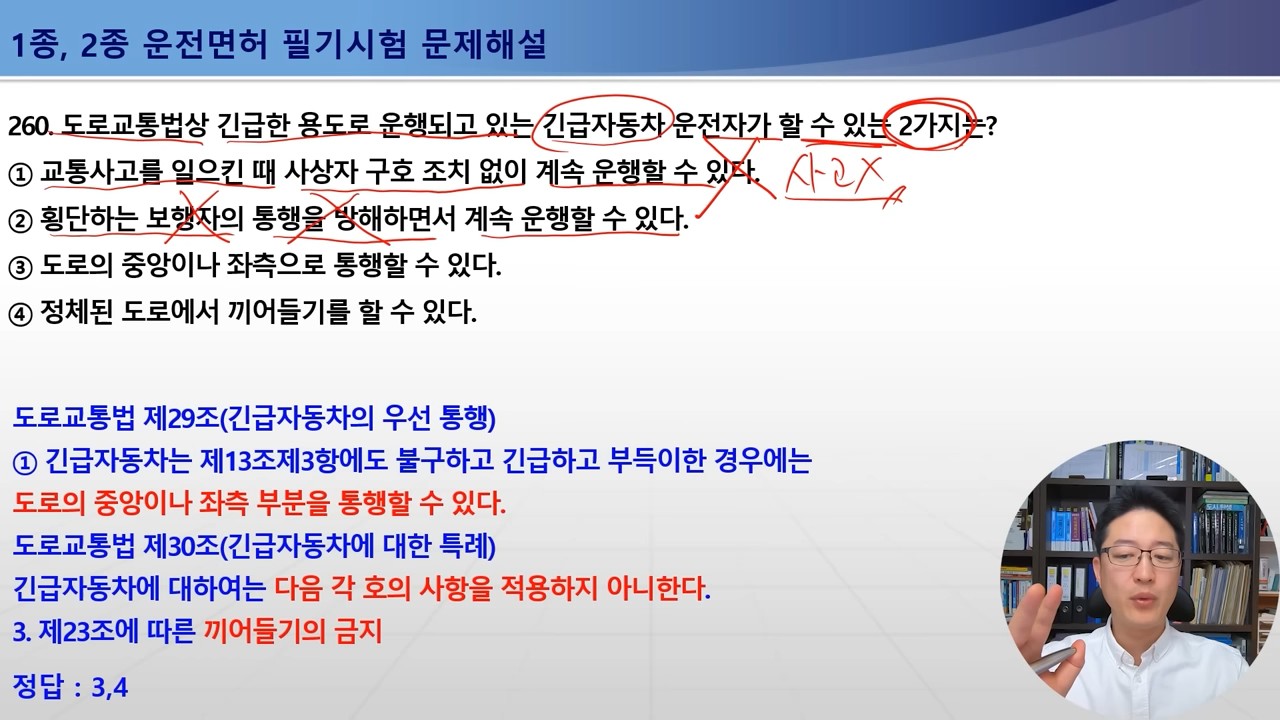 1종, 2종 운전면허 필기시험 문제해설
260. 도로교통법상 긴급한 용도로 운행되고 있는 긴급자동차 운전자가 할 수 있는 2가지는?
① 교통사고를 일으킨 때 사상자 구호 조치 없이 계속 운행할 수 있다.
사고X
② 횡단하는 보행자의 통행을 방해하면서 계속 운행할 수 있다.
③ 도로의 중앙이나 좌측으로 통행할 수 있다.
④ 정체된 도로에서 끼어들기를 할 수 있다.
도로교통법 제29조(긴급자동차의 우선 통행)
① 긴급자동차는 제13조제3항에도 불구하고 긴급하고 부득이한 경우에는
도로의 중앙이나 좌측 부분을 통행할 수 있다.
도로교통법 제30조(긴급자동차에 대한 특례)
긴급자동차에 대하여는 다음 각 호의 사항을 적용하지 아니한다.
3. 제23조에 따른 끼어들기의 금지
정답 : 3,4